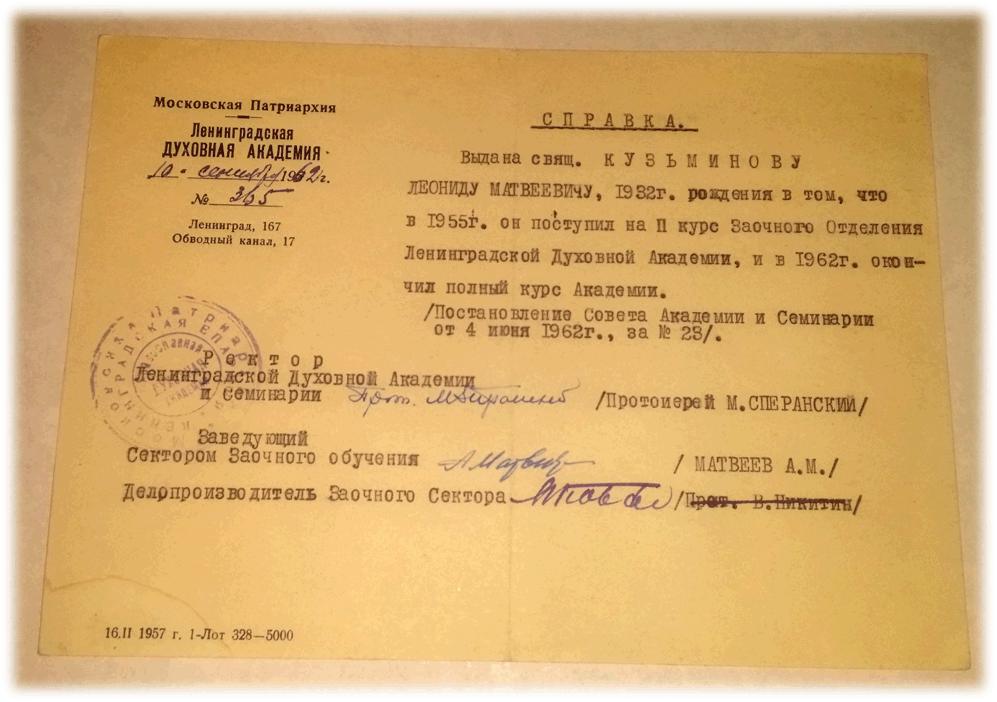 Московская Патриархия
Ленинградская
ДУХОВНАЯ АКАДЕМИЯ
10 - сентября 1962 г.
№ 365
Ленинград, 167
Обводный канал, 17
СПРАВКА.
Выдана свящ. КУЗЬМИНОВУ
ЛЕОНИДУ МАТВЕЕВИЧУ, 1932г. рождения в том, что
в 1955г. он поступил на II курс Заочного Отделения
Ленинградской Духовной Академии, и в 1962г. окон-
чил полный курс Академии.
/Постановление Совета Академии и Семинарии
от 4 июня 1962г., за № 23/.
Ректор
Ленинградской Духовной Академии
и Семинарии Прот. /Протоиерей М.СПЕРАНСКИЙ/
Заведующий
Сектором Заочного обучения / МАТВЕЕВ А.М./
Делопроизводитель Заочного Сектора /Прот. В.Никитин/
16.II 1957 г. 1-Лот 328—5000